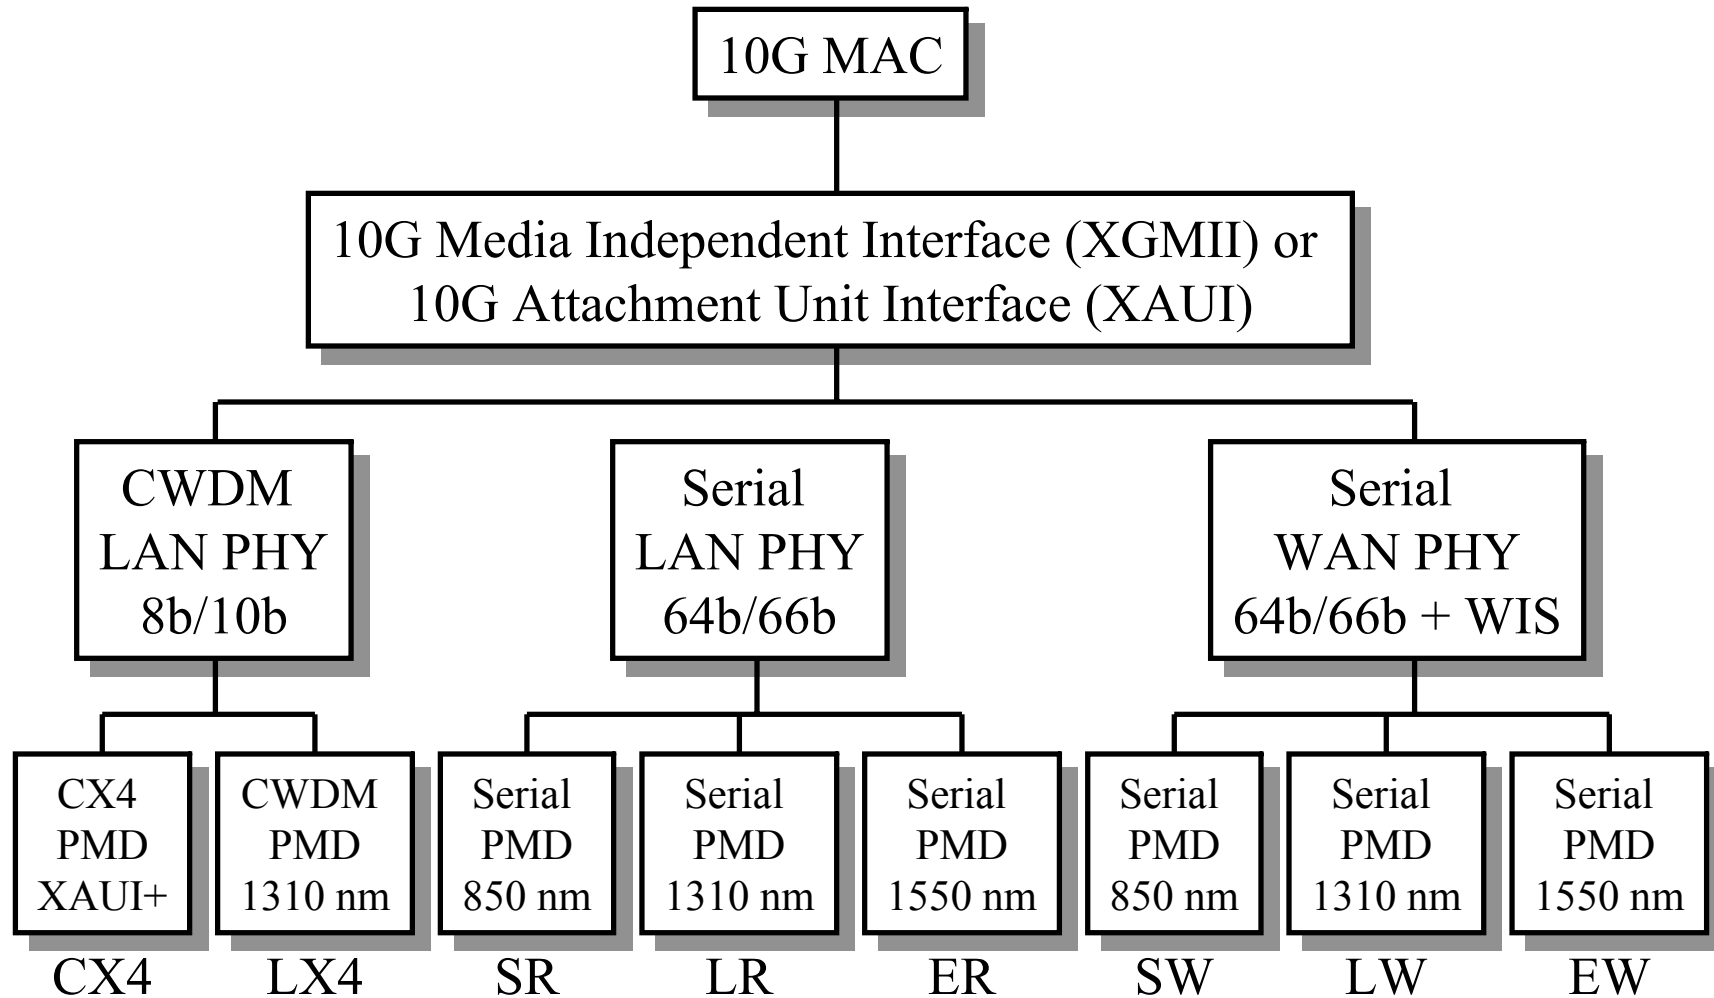 10G MAC
10G Media Independent Interface (XGMII) or
10G Attachment Unit Interface (XAUI)
CWDM
LAN PHY
8b/10b
Serial
LAN PHY
64b/66b
Serial
WAN PHY
64b/66b + WIS
CX4
PMD
XAUI+
CWDM
PMD
1310 nm
Serial
PMD
850 nm
Serial
PMD
1310 nm
Serial
PMD
1550 nm
Serial
PMD
850 nm
Serial
PMD
1310 nm
Serial
PMD
1550 nm
CX4
LX4
SR
LR
ER
SW
LW
EW